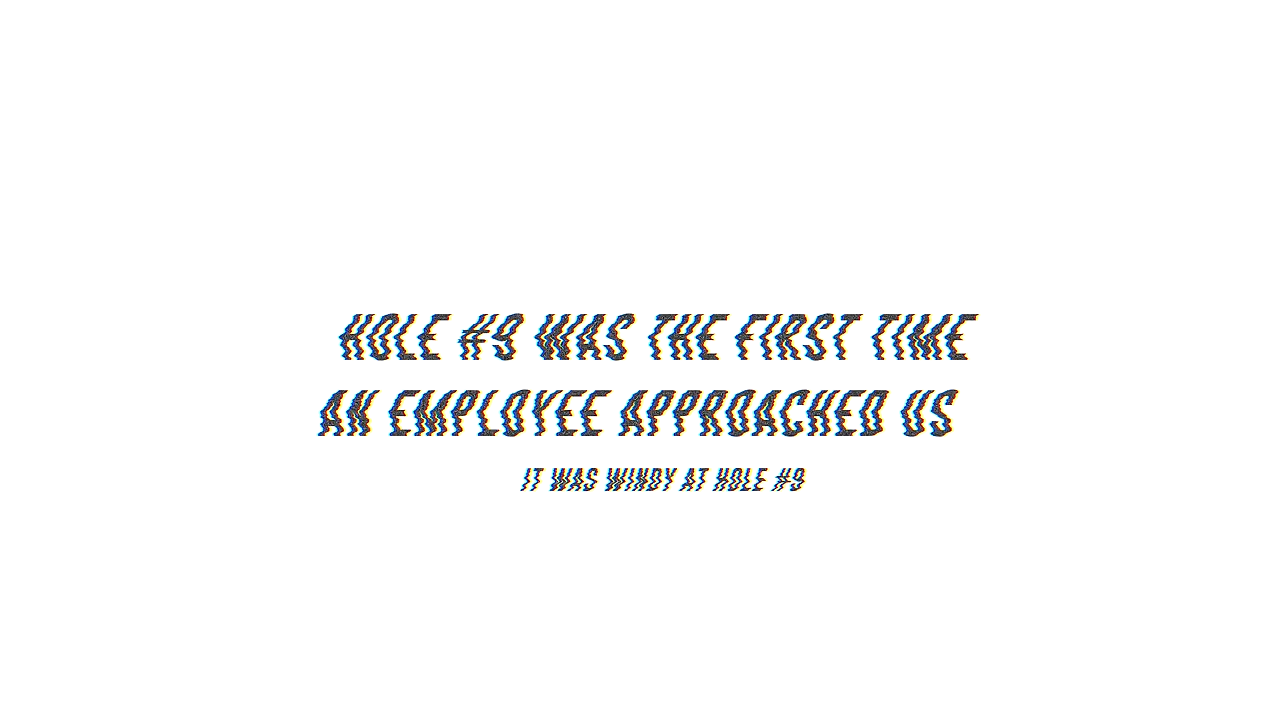 HOLE #9 WAS THE FIRST TIME
AN EMPLOYEE APPROACHED US
IT WAS WINDY AT HOLE #9